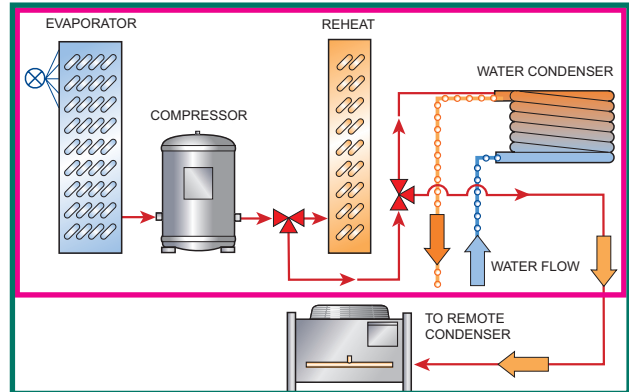 EVAPORATOR
REHEAT
WATER CONDENSER
COMPRESSOR
WATER FLOW
TO REMOTE
CONDENSER